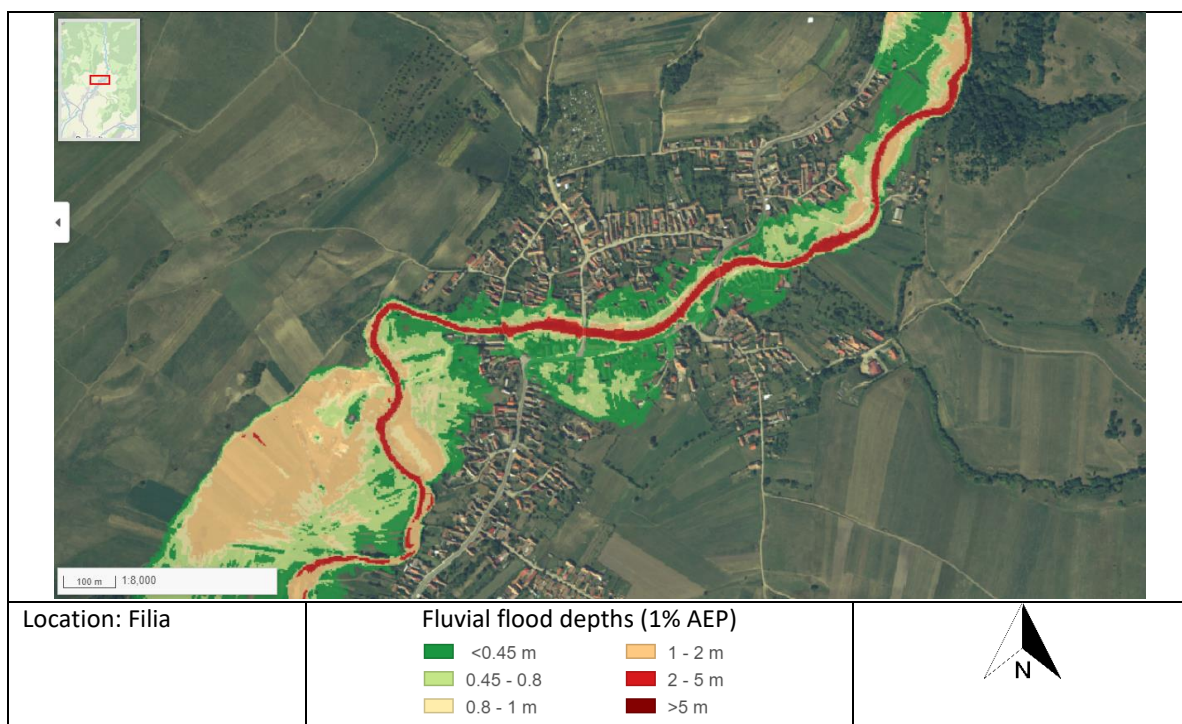 100 m 1:8,000
Location: Filia
Fluvial flood depths (1% AEP)
<0.45 m
1 - 2 m
0.45 - 0.8
2 - 5 m
0.8 - 1 m
>5 m
N